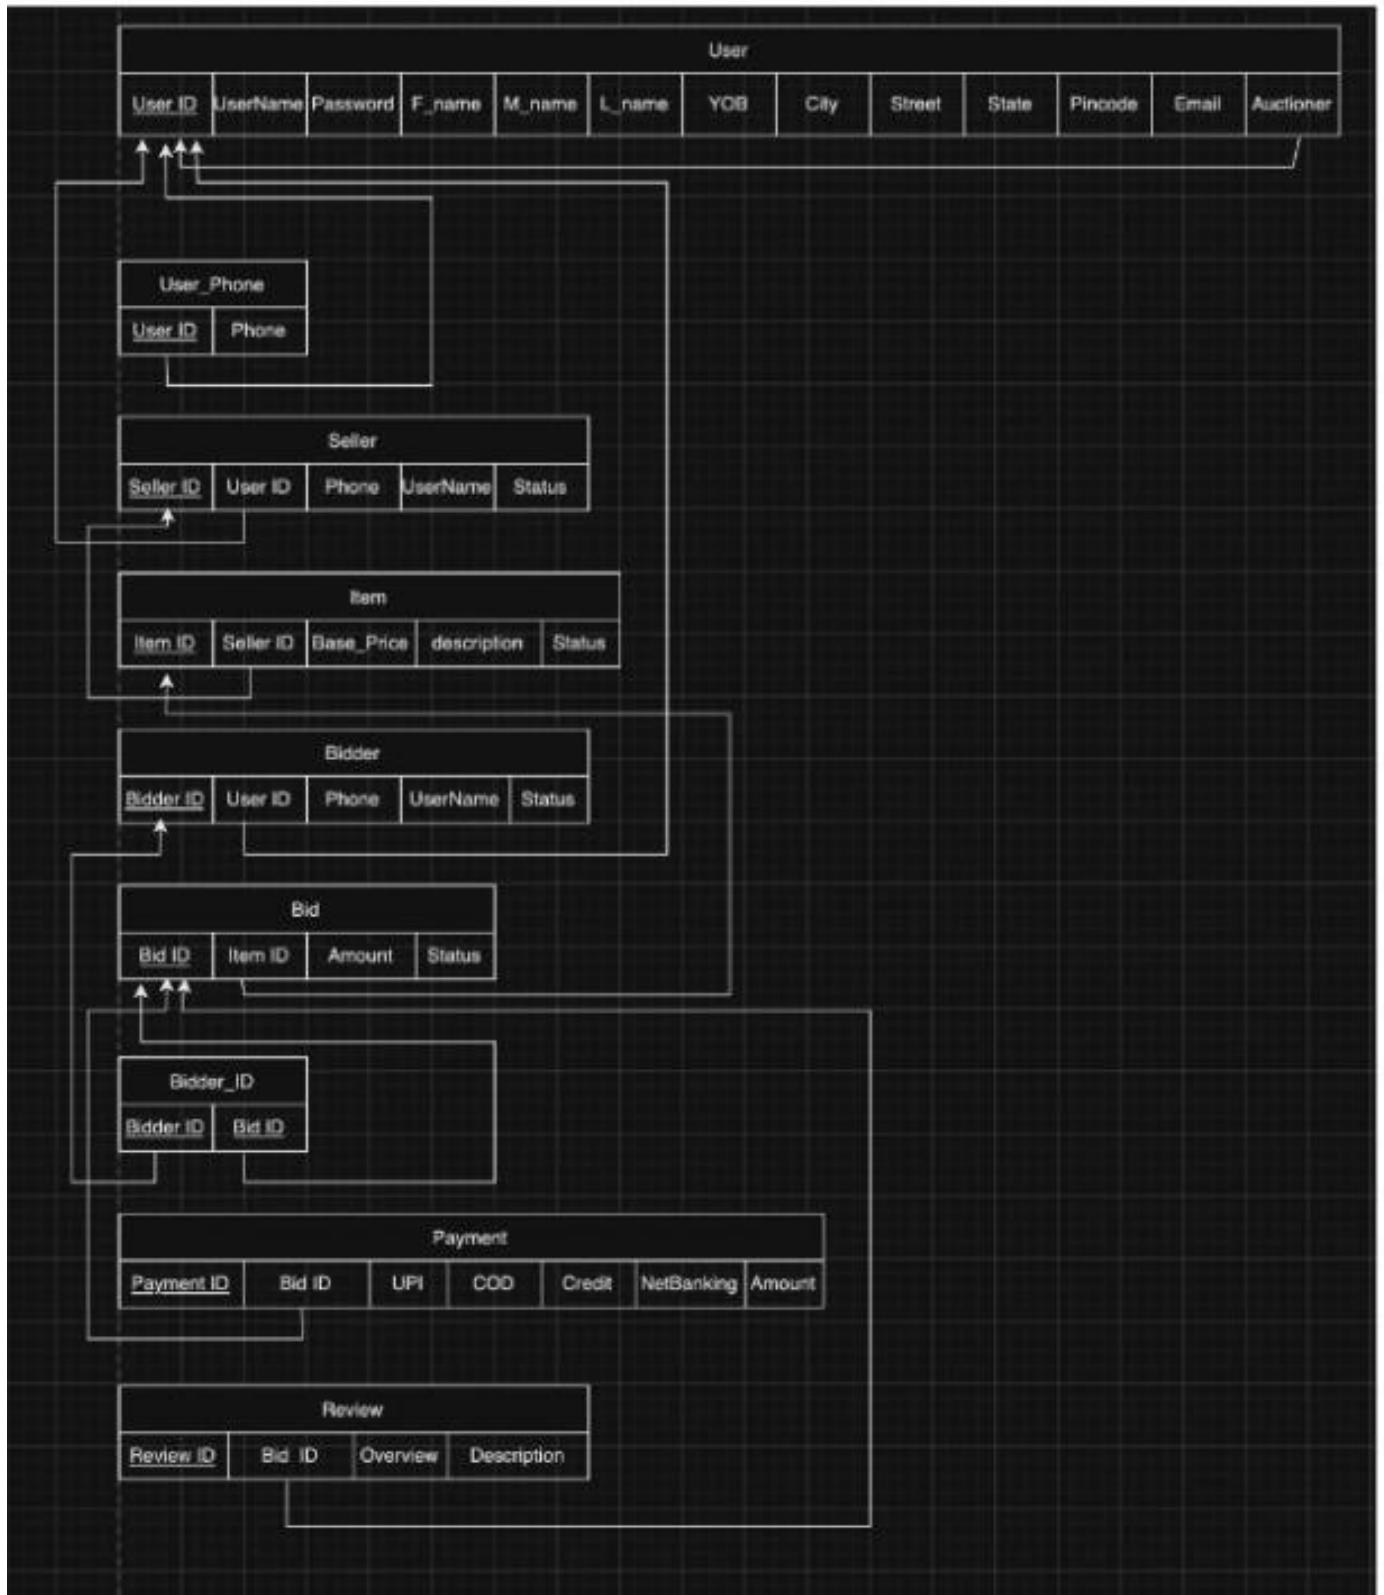 User
User ID UserName Password F_name M_name L_name YOB City Street State Pincode Email Auctioner
User_Phone
User ID Phone
Seller
Seller ID User ID Phone UserName Status
Item
Item ID Seller ID Base_Price description Status
Bidder
Bidder ID User ID Phone UserName Status
Bid
Bid ID Item ID Amount Status
Bidder_ID
Bidder ID Bid ID
Payment
Payment ID Bid ID UPI COD Credit NetBanking Amount
Review
Review ID Bid_ID Overview Description